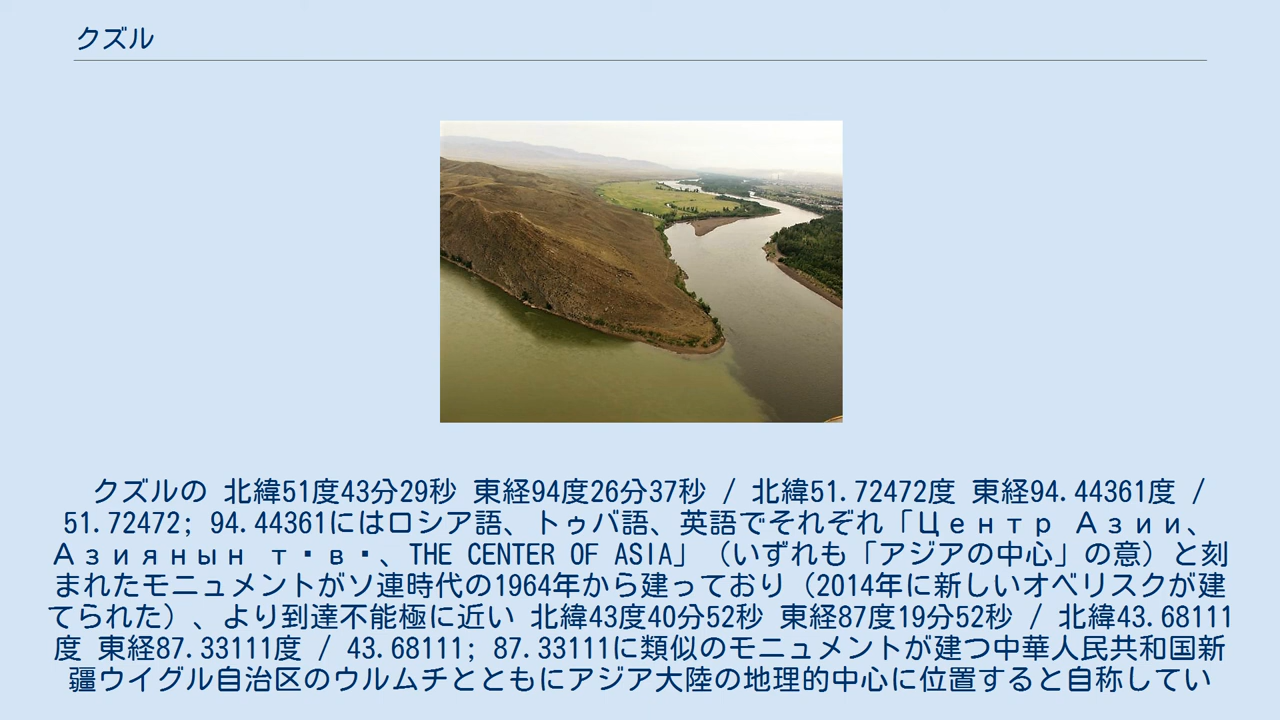 クズル
クズルの 北緯51度43分29秒 東経94度26分37秒 / 北緯51.72472度 東経94.44361度 /
51.72472; 94.44361にはロシア語、トゥバ語、英語でそれぞれ「Центр Азии、
Азиянын т▪в▪、THE CENTER OF ASIA」（いずれも「アジアの中心」の意）と刻
まれたモニュメントがソ連時代の1964年から建っており（2014年に新しいオベリスクが建
てられた）、より到達不能極に近い 北緯43度40分52秒 東経87度19分52秒 / 北緯43.68111
度 東経87.33111度 / 43.68111; 87.33111に類似のモニュメントが建つ中華人民共和国新
疆ウイグル自治区のウルムチとともにアジア大陸の地理的中心に位置すると自称してい